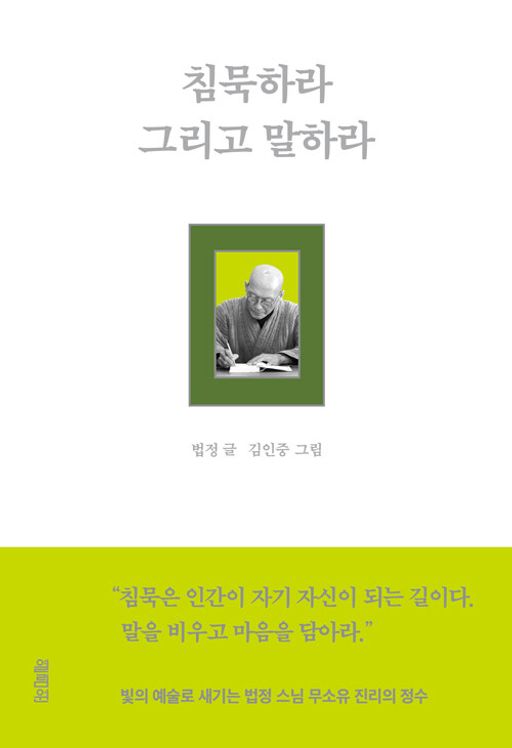 침묵하라
그리고 말하라
법정 글 김인중 그림
“침묵은 인간이 자기 자신이 되는 길이다.
말을 비우고 마음을 담아라.”
열림원
빛의 예술로 새기는 법정 스님 무소유 진리의 정수